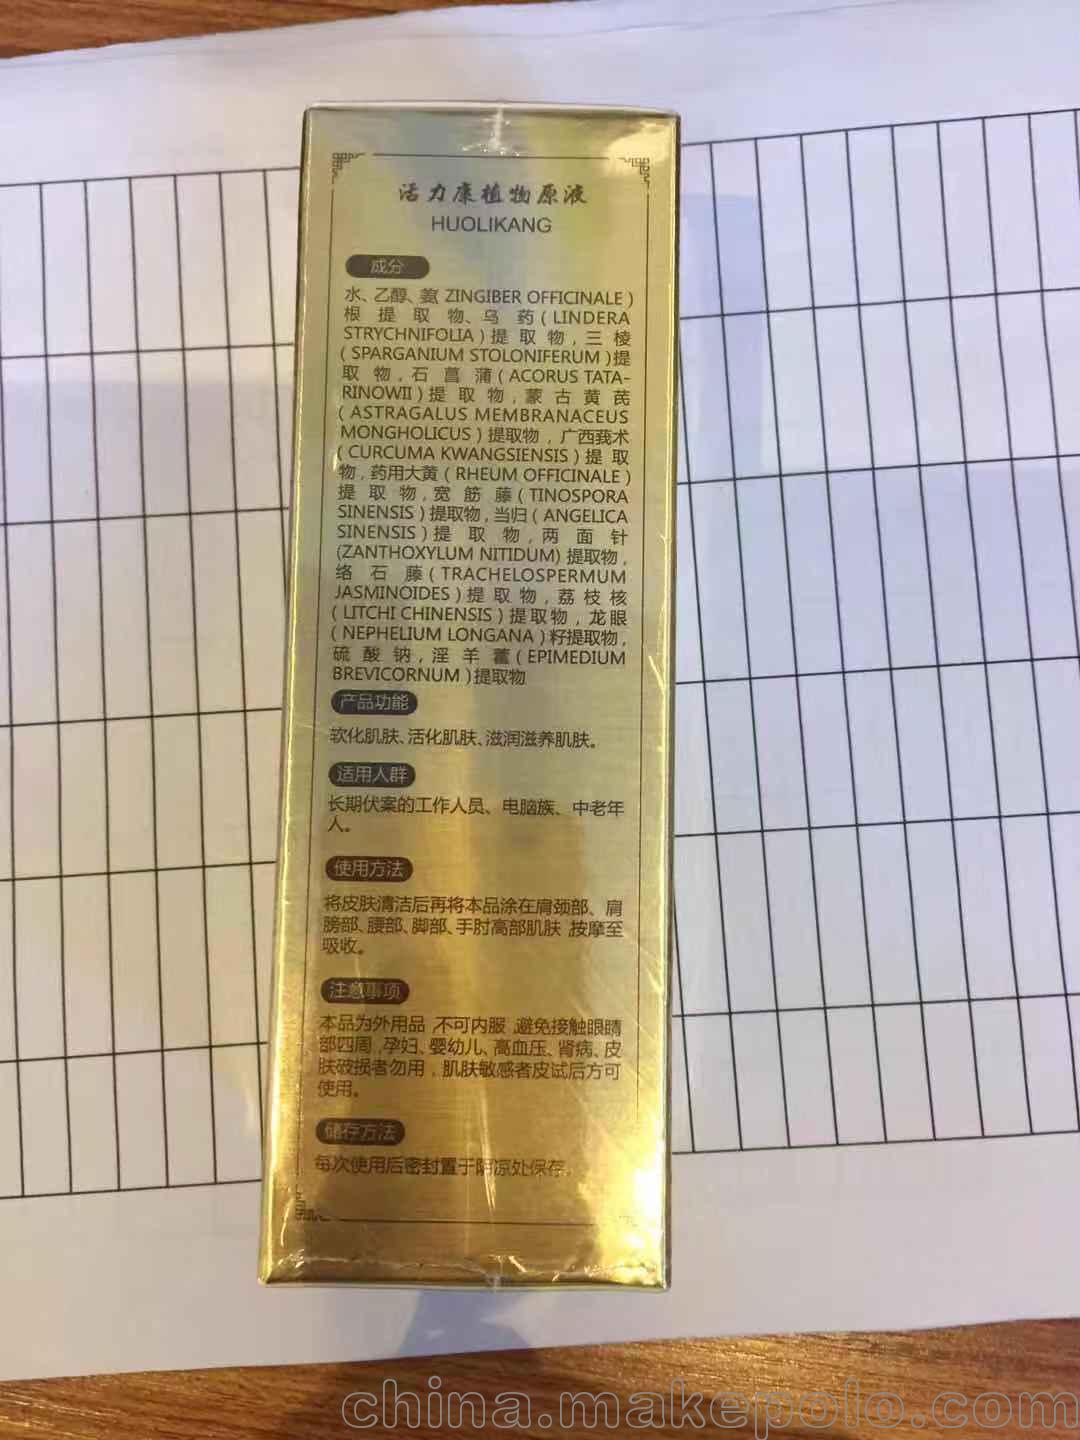 活力康植物原液
HUOLIKANG
成分
水、乙醇、姜( ZINGIBER OFFICINALE )
根提取物、乌药( LINDERA
STRYCHNIFOLIA ) 提取物 , 三棱
( SPARGANIUM STOLONIFERUM )提
取物 , 石菖蒲( ACORUS TATA-
RINOWII ) 提取物 , 蒙古黄芪
( ASTRAGALUS MEMBRANACEUS
MONGHOLICUS ) 提取物 , 广西莪术
( CURCUMA KWANGSIENSIS ) 提取
物 , 药用大黄 ( RHEUM OFFICINALE )
提取物 , 宽筋藤( TINOSPORA
SINENSIS ) 提取物 , 当归 ( ANGELICA
SINENSIS ) 提取物 , 两面针
(ZANTHOXYLUM NITIDUM) 提取物 ,
络石藤( TRACHELOSPERMUM
JASMINOIDES ) 提取物 , 荔枝核
( LITCHI CHINENSIS ) 提取物 , 龙眼
( NEPHELIUM LONGANA ) 籽提取物 ,
硫酸钠 , 淫羊藿( EPIMEDIUM
BREVICORNUM )提取物
产品功能
软化肌肤、活化肌肤、滋润滋养肌肤。
适用人群
长期伏案的工作人员、电脑族、中老年
人。
使用方法
将皮肤清洁后再将本品涂在肩颈部、肩
膀部、腰部、脚部、手肘高部肌肤 ,按摩至
吸收。
注意事项
本品为外用品 ,不可内服 ,避免接触眼睛
部四周 ,孕妇、婴幼儿、高血压、肾病、皮
肤破损者勿用 , 肌肤敏感者皮试后方可
使用。
储存方法
每次使用后密封置于阴凉处保存。
china.makepolo.com